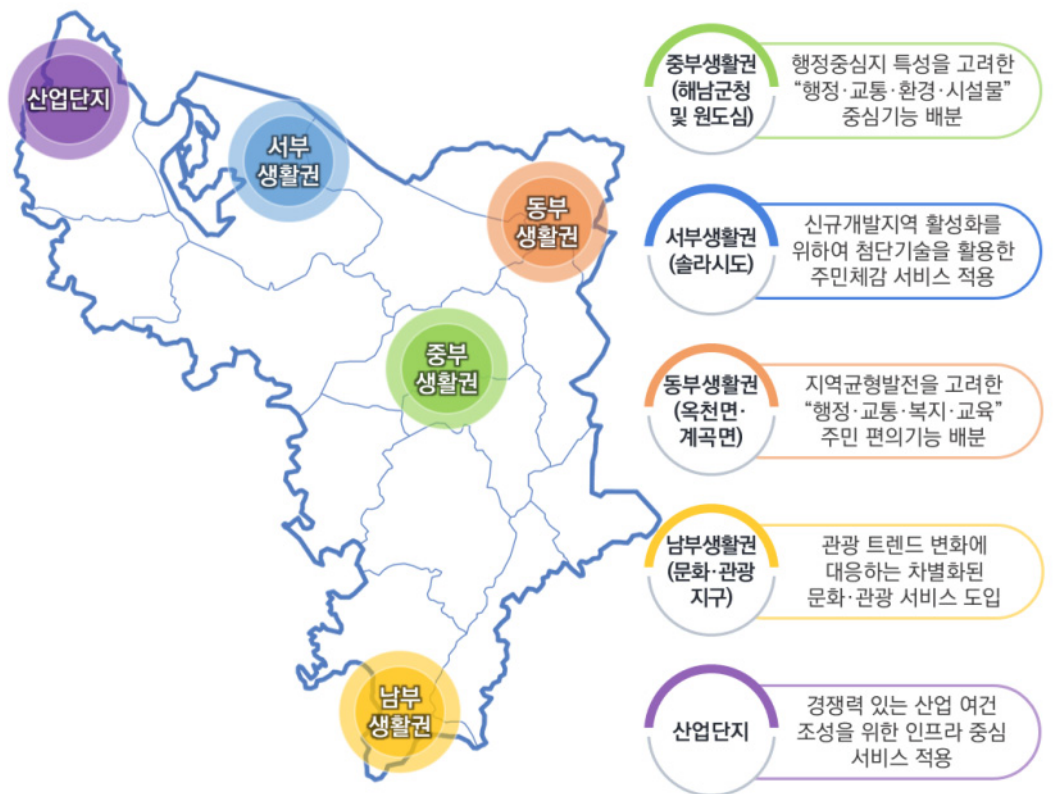 산업단지
서부
생활권
동부
생활권
중부
생활권
남부
생활권
중부생활권
(해남군청
및 원도심)
행정중심지 특성을 고려한
“행정·교통·환경·시설물”
중심기능 배분
서부생활권
(솔라시도)
신규개발지역 활성화를
위하여 첨단기술을 활용한
주민체감 서비스 적용
동부생활권
(옥천면·
계곡면)
지역균형발전을 고려한
“행정·교통·복지·교육”
주민 편의기능 배분
남부생활권
(문화·관광
지구)
관광 트렌드 변화에
대응하는 차별화된
문화·관광 서비스 도입
산업단지
경쟁력 있는 산업 여건
조성을 위한 인프라 중심
서비스 적용